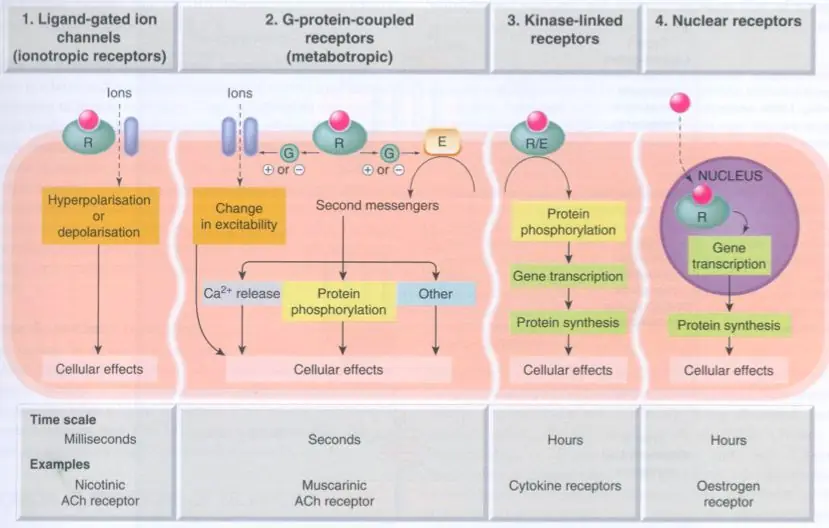 1. Ligand-gated ion
channels
(ionotropic receptors)
2. G-protein-coupled
receptors
(metabotropic)
3. Kinase-linked
receptors
4. Nuclear receptors
Ions
R
Hyperpolarisation
or
depolarisation
Cellular effects
Ions
G
+ or −
R
G
+ or −
E
Change
in excitability
Second messengers
Ca²⁺ release
Protein
phosphorylation
Other
Cellular effects
R/E
Protein
phosphorylation
Gene transcription
Protein synthesis
Cellular effects
NUCLEUS
R
Gene
transcription
Protein synthesis
Cellular effects
Time scale
Milliseconds
Seconds
Hours
Hours
Examples
Nicotinic
ACh receptor
Muscarinic
ACh receptor
Cytokine receptors
Oestrogen
receptor